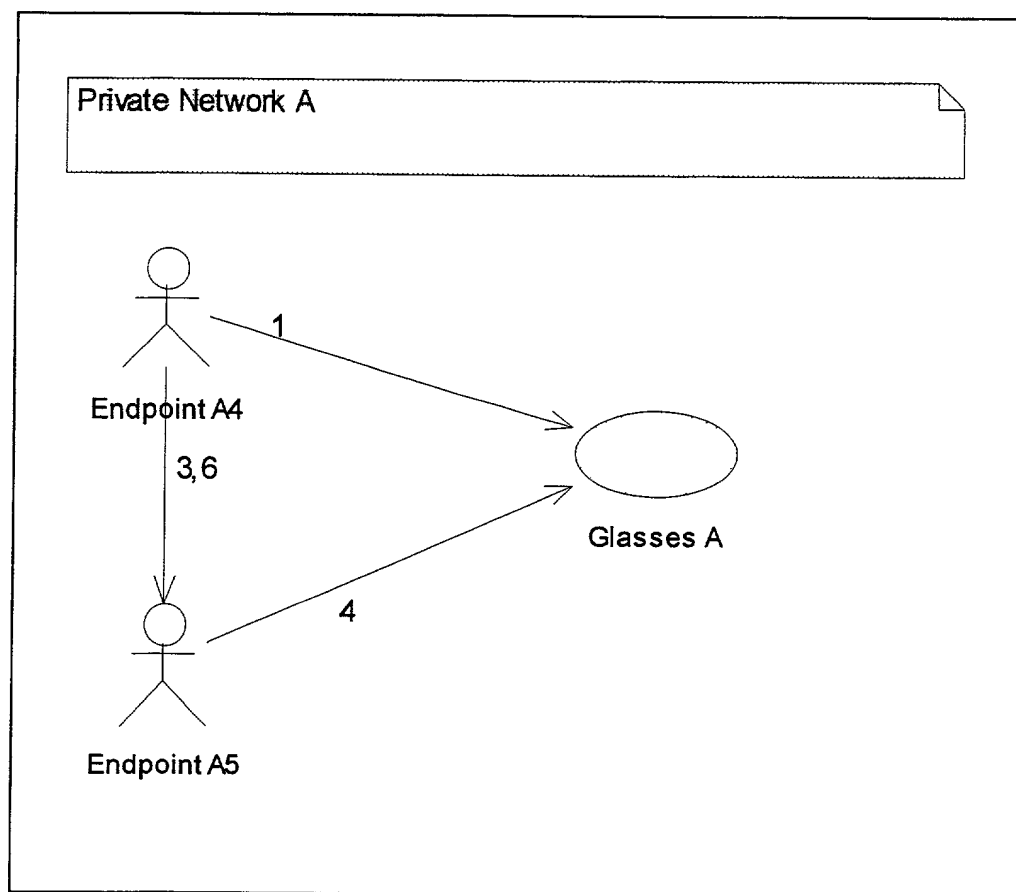 Private Network A
1
Endpoint A4
3,6
Glasses A
4
Endpoint A5